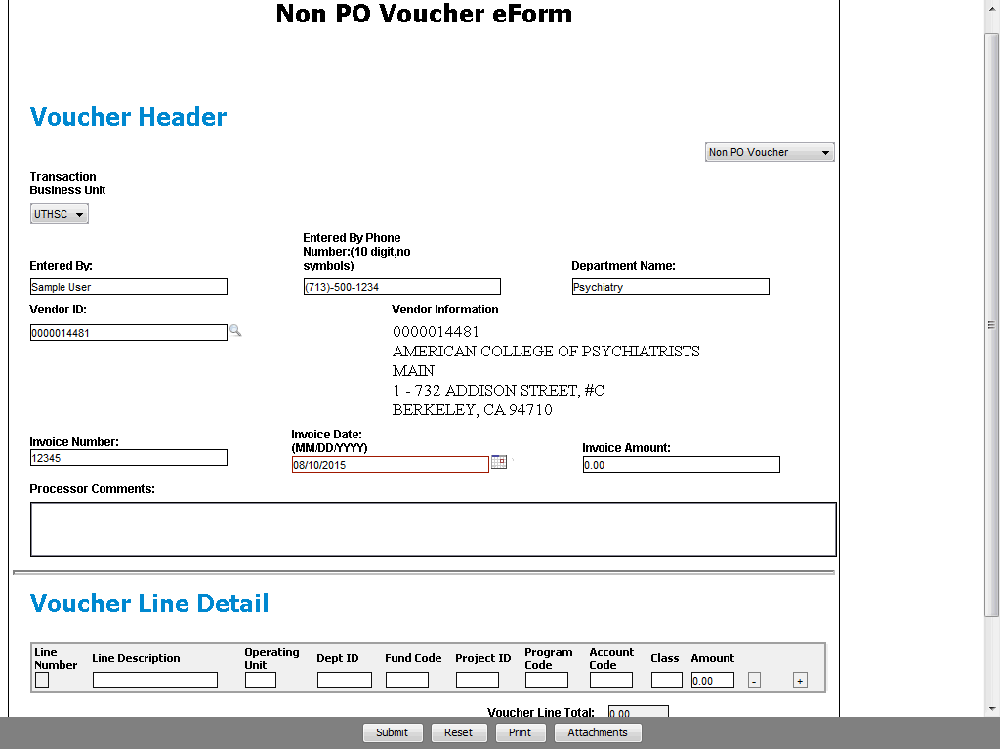 Non PO Voucher eForm
Voucher Header
Non PO Voucher
Transaction
Business Unit
UTHSC
Entered By Phone
Number:(10 digit,no
symbols)
Entered By:
Department Name:
Sample User
(713)-500-1234
Psychiatry
Vendor ID:
Vendor Information
0000014481
0000014481
AMERICAN COLLEGE OF PSYCHIATRISTS
MAIN
1 - 732 ADDISON STREET, #C
BERKELEY, CA 94710
Invoice Number:
Invoice Date:
(MM/DD/YYYY)
Invoice Amount:
12345
08/10/2015
0.00
Processor Comments:
Voucher Line Detail
Line
Number
Line Description
Operating
Unit
Dept ID
Fund Code
Project ID
Program
Code
Account
Code
Class
Amount
0.00
-
+
Voucher Line Total:
0.00
Submit
Reset
Print
Attachments